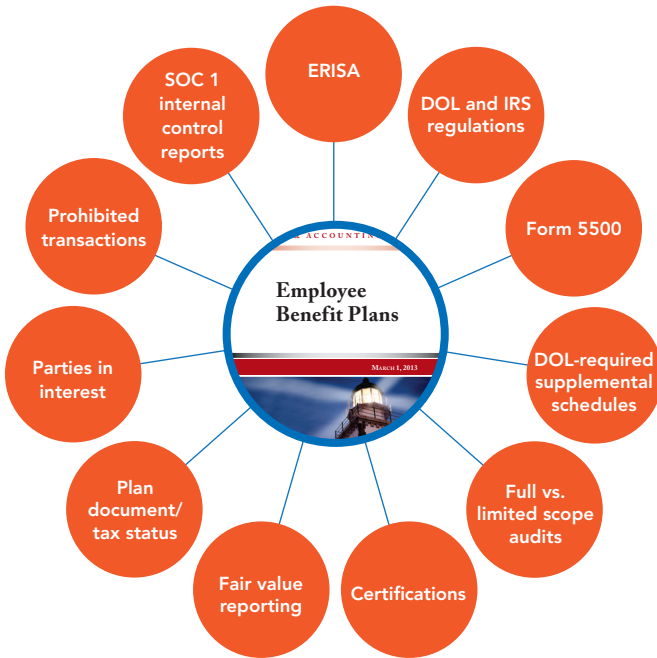 ERISA
DOL and IRS
regulations
Form 5500
DOL-required
supplemental
schedules
Full vs.
limited scope
audits
Certifications
Fair value
reporting
Plan
document/
tax status
Parties in
interest
Prohibited
transactions
SOC 1
internal
control
reports
ACCOUNTIN
Employee
Benefit Plans
March 1, 2013